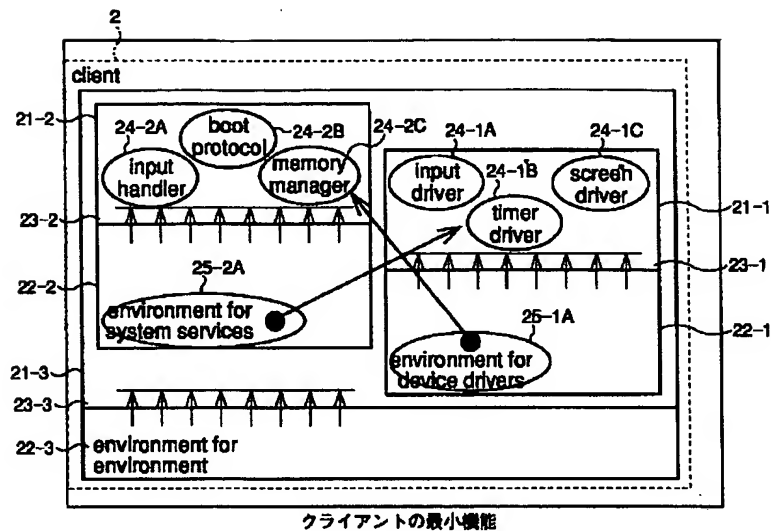 2
client
21-2
24-2A
boot
protocol
24-2B
24-2C
input
handler
memory
manager
24-1A
24-1B
24-1C
input
driver
screen
driver
timer
driver
21-1
23-2
23-1
22-2
25-2A
environment for
system services
25-1A
environment for
device drivers
22-1
21-3
23-3
22-3
environment for
environment
クライアントの最小機能